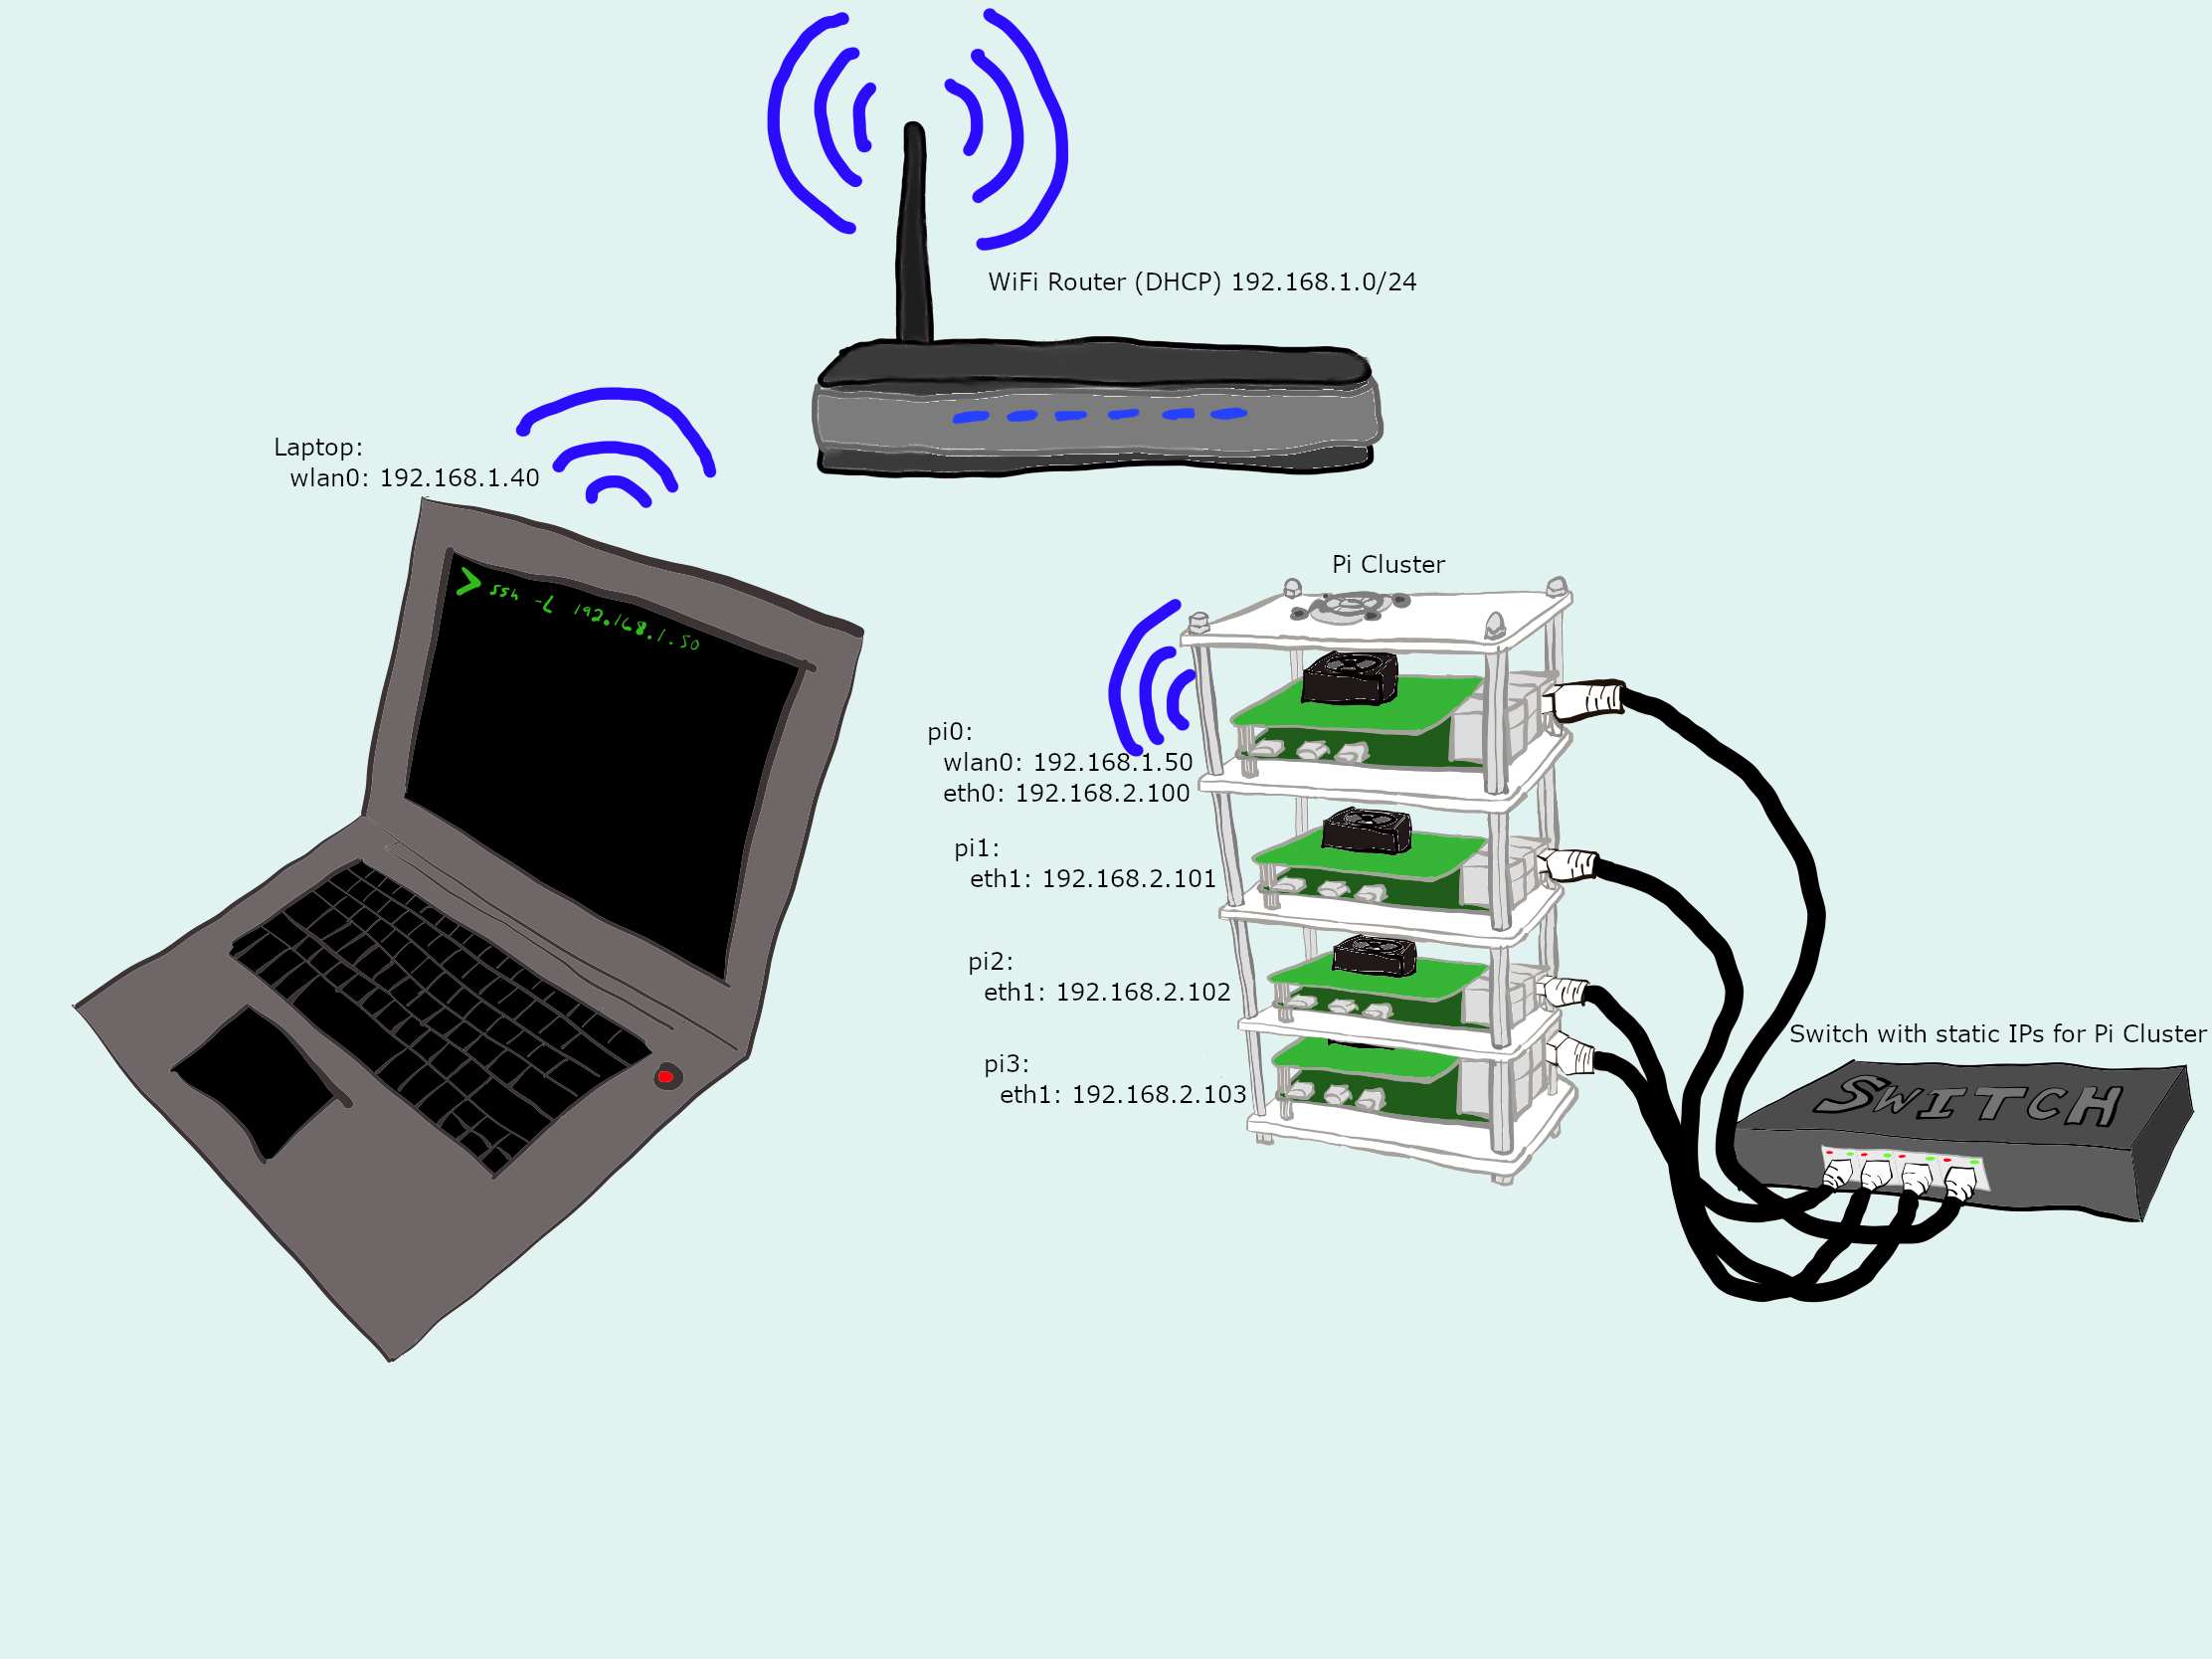 WiFi Router (DHCP) 192.168.1.0/24
Laptop:
wlan0: 192.168.1.40
> ssh -L 192.168.1.50
Pi Cluster
pi0:
wlan0: 192.168.1.50
eth0: 192.168.2.100
pi1:
eth1: 192.168.2.101
pi2:
eth1: 192.168.2.102
pi3:
eth1: 192.168.2.103
Switch with static IPs for Pi Cluster
SWITCH